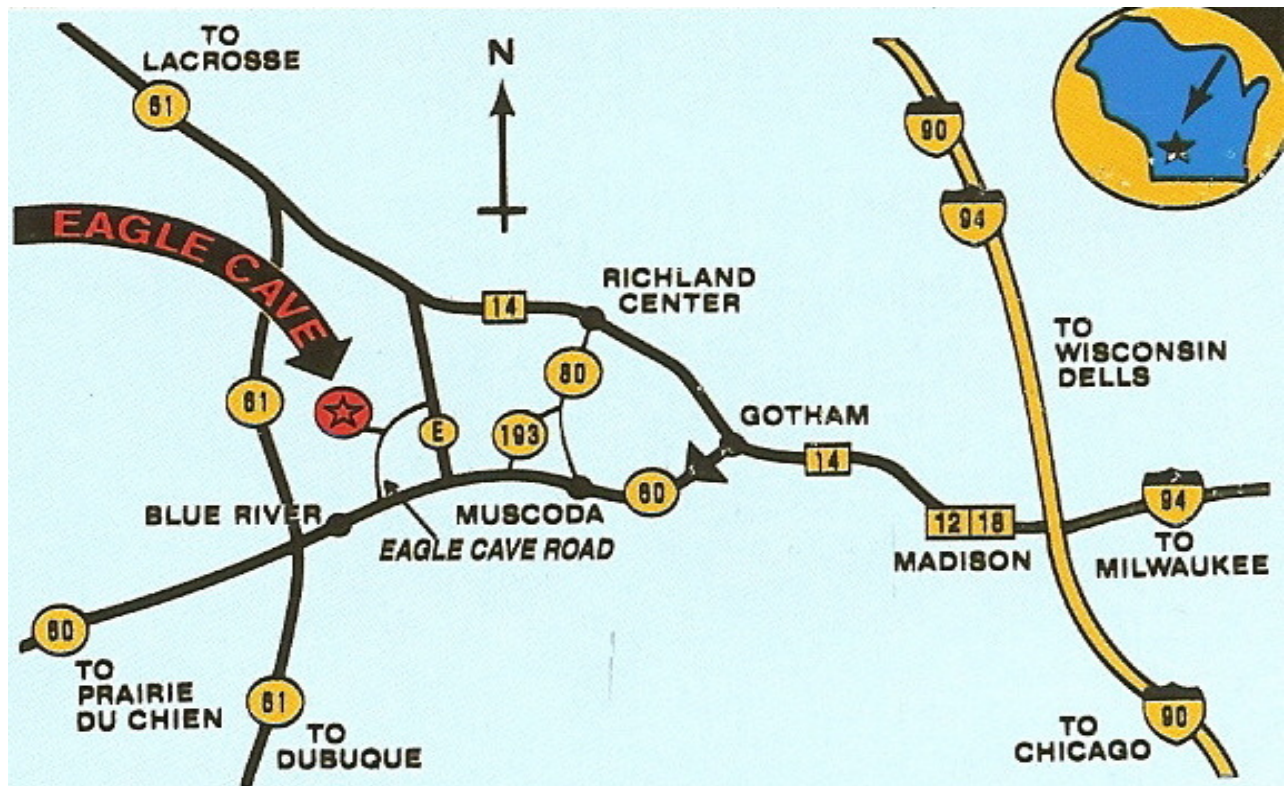 TO
LACROSSE
61
N
90
94
EAGLE CAVE
14
RICHLAND
CENTER
80
TO
WISCONSIN
DELLS
61
E
193
GOTHAM
14
60
BLUE RIVER
MUSCODA
EAGLE CAVE ROAD
12 18
MADISON
94
TO
MILWAUKEE
60
TO
PRAIRIE
DU CHIEN
61
TO
DUBUQUE
TO
CHICAGO
90